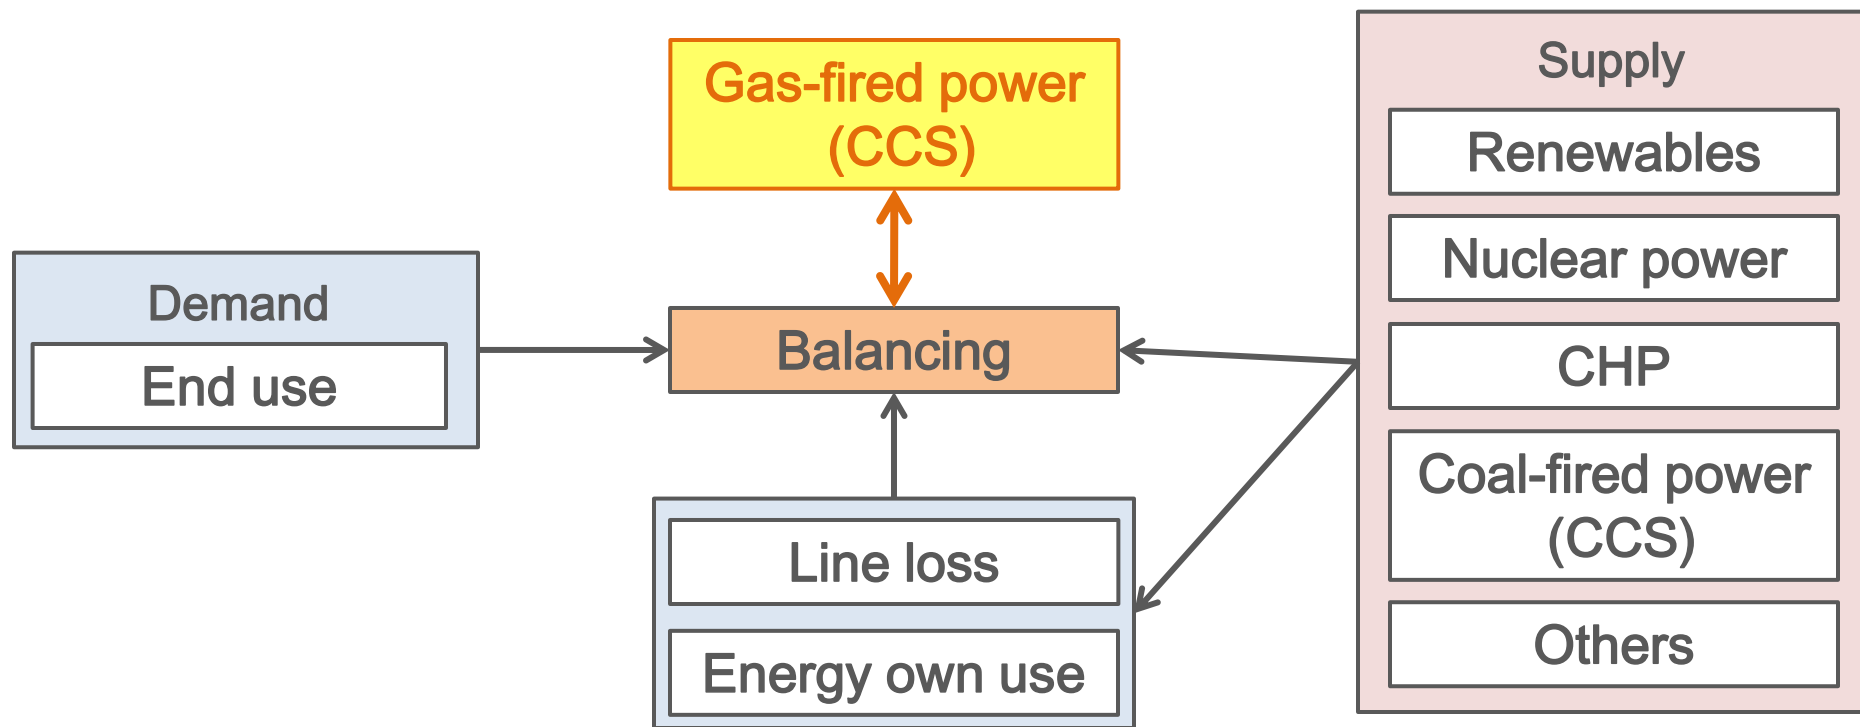 Gas-fired power
(CCS)
Demand
End use
Balancing
Line loss
Energy own use
Supply
Renewables
Nuclear power
CHP
Coal-fired power
(CCS)
Others